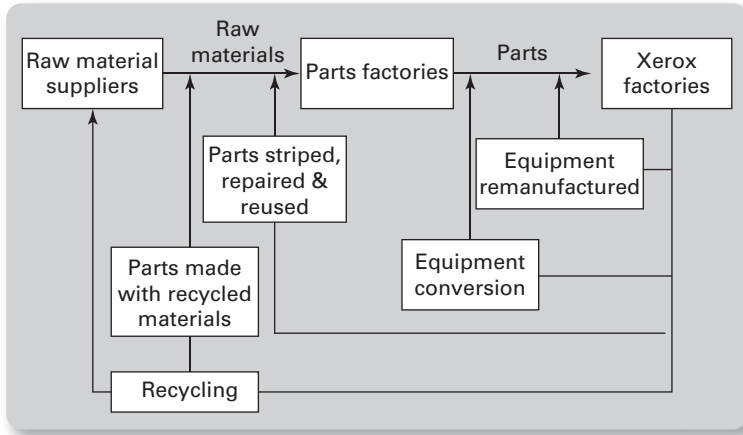 Raw
materials
Parts
Raw material
suppliers
Parts factories
Xerox
factories
Parts striped,
repaired &
reused
Equipment
remanufactured
Parts made
with recycled
materials
Equipment
conversion
Recycling